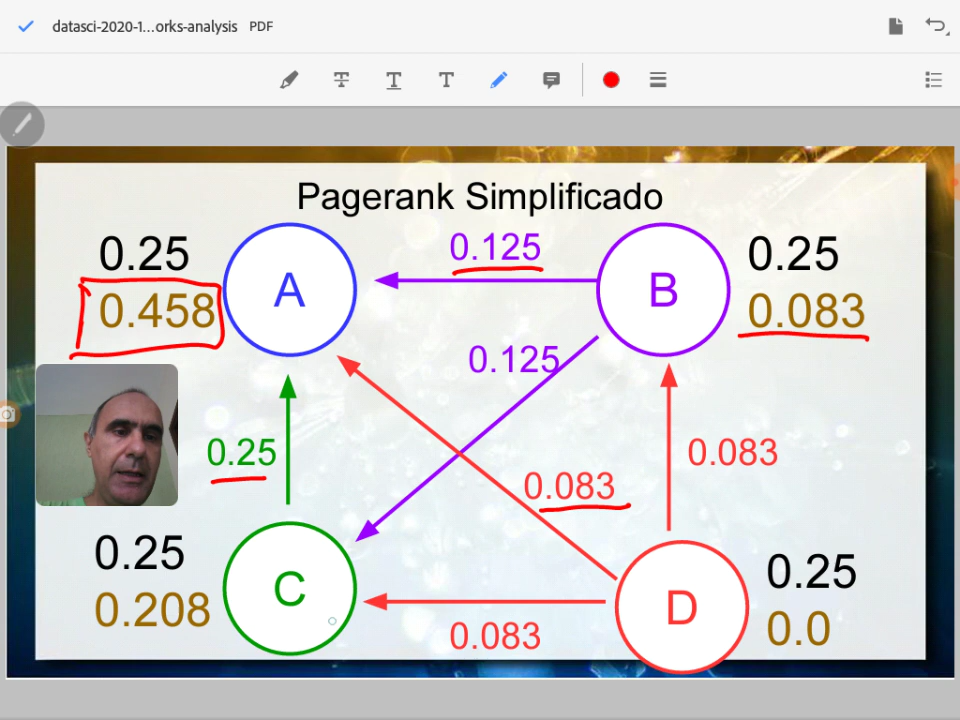 datasci-2020-1...orks-analysis PDF
T T T
Pagerank Simplificado
0.25
0.458
A
0.125
B
0.25
0.083
0.125
0.25
0.083
0.083
0.25
0.208
C
0.083
D
0.25
0.0